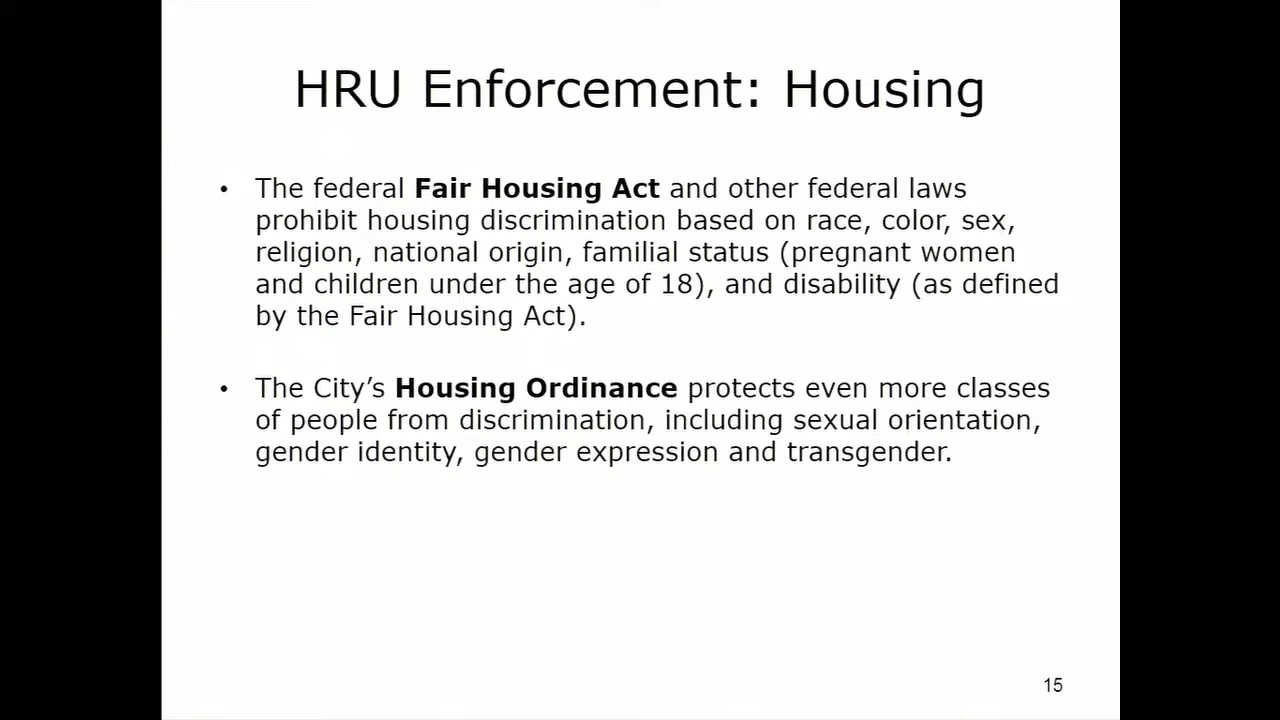 HRU Enforcement: Housing
• The federal Fair Housing Act and other federal laws
prohibit housing discrimination based on race, color, sex,
religion, national origin, familial status (pregnant women
and children under the age of 18), and disability (as defined
by the Fair Housing Act).
• The City’s Housing Ordinance protects even more classes
of people from discrimination, including sexual orientation,
gender identity, gender expression and transgender.
15